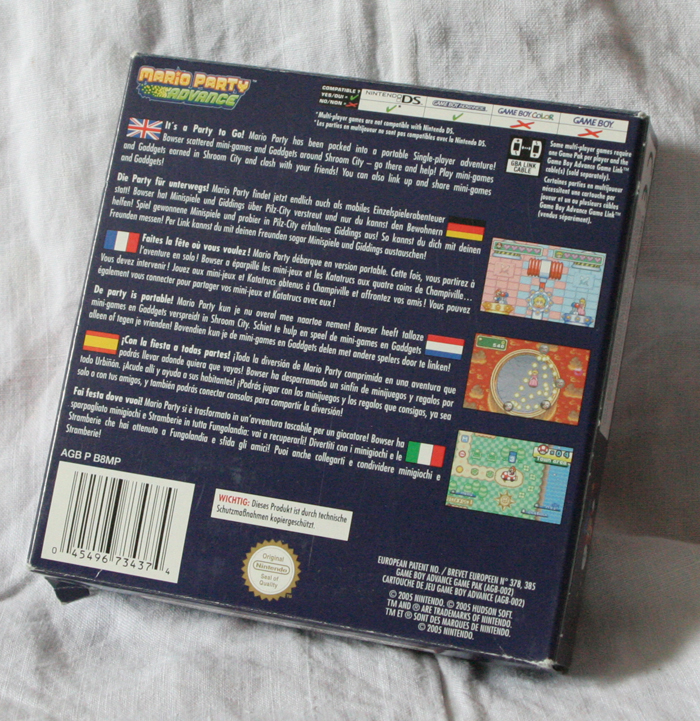 MARIO PARTY™
ADVANCE
COMPATIBLE ?
YES/OUI =
NO/NON =
NINTENDO DS™
GAME BOY ADVANCE™
GAME BOY COLOR
GAME BOY™
*Multi-player games are not compatible with Nintendo DS.
*Les parties en multijoueur ne sont pas compatibles avec le Nintendo DS.
It's a Party to Go! Mario Party has been packed into a portable Single-player adventure!
Bowser scattered mini-games and Gaddgets around Shroom City – go there and help! Play mini-games
and Gaddgets earned in Shroom City and clash with your friends! You can also link up and share mini-games
and Gaddgets!
GBA LINK
CABLE
Some multi-player games require
one Game Pak per player and the
Game Boy Advance Game Link™
cable(s) (sold separately).
Certaines parties en multijoueur
nécessitent une cartouche par
joueur et un ou plusieurs câble(s)
Game Boy Advance Game Link™
(vendus séparément).
Die Party für unterwegs! Mario Party findet jetzt endlich auch als mobiles Einzelspielerabenteuer
statt! Bowser hat Minispiele und Giddings über Pilz-City verstreut und nur du kannst den Bewohnern
helfen! Spiel gewonnene Minispiele und probier in Pilz-City erhaltene Giddings aus! So kannst du dich mit deinen
Freunden messen! Per Link kannst du mit deinen Freunden sogar Minispiele und Giddings austauschen!
Faites la fête où vous voulez ! Mario Party débarque en version portable. Cette fois, vous partirez à
l'aventure en solo ! Bowser a éparpillé les mini-jeux et les Katatrucs aux quatre coins de Champiville...
Vous devez intervenir ! Jouez aux mini-jeux et Katatrucs obtenus à Champiville et affrontez vos amis ! Vous pouvez
également vous connecter pour partager vos mini-jeux et Katatrucs avec eux !
De party is portable! Mario Party kun je nu overal mee naartoe nemen! Bowser heeft talloze
mini-games en Gaddgets verspreid in Shroom City. Schiet te hulp en speel de mini-games en Gaddgets
alleen of tegen je vrienden! Bovendien kun je de mini-games en Gaddgets delen met andere spelers door te linken!
¡Con la fiesta a todas partes! ¡Toda la diversión de Mario Party comprimida en una aventura que
podrás llevar adonde quiera que vayas! Bowser ha desparramado un sinfín de minijuegos y regalos por
todo Urbiñón. ¡Acude allí y ayuda a sus habitantes! ¡Podrás jugar con los minijuegos y los regalos que consigas, ya sea
solo o con tus amigos, y también podrás conectar consolas para compartir la diversión!
Fai festa dove vuoi! Mario Party si è trasformato in un'avventura tascabile per un giocatore! Bowser ha
sparpagliato minigiochi e Stramberie in tutta Fungolandia: vai a recuperarli! Divertiti con i minigiochi e le
Stramberie che hai ottenuto a Fungolandia e sfida gli amici! Puoi anche collegarti e condividere minigiochi e
Stramberie!
AGB P B8MP
0 45496 73437 4
WICHTIG: Dieses Produkt ist durch technische
Schutzmaßnahmen kopiergeschützt.
Original
Nintendo
Seal of
Quality
EUROPEAN PATENT NO. / BREVET EUROPEEN N° 378, 385
GAME BOY ADVANCE GAME PAK (AGB-002)
CARTOUCHE DE JEU GAME BOY ADVANCE (AGB-002)
© 2005 NINTENDO. © 2005 HUDSON SOFT.
TM AND ® ARE TRADEMARKS OF NINTENDO.
TM ET ® SONT DES MARQUES DE NINTENDO.
© 2005 NINTENDO.